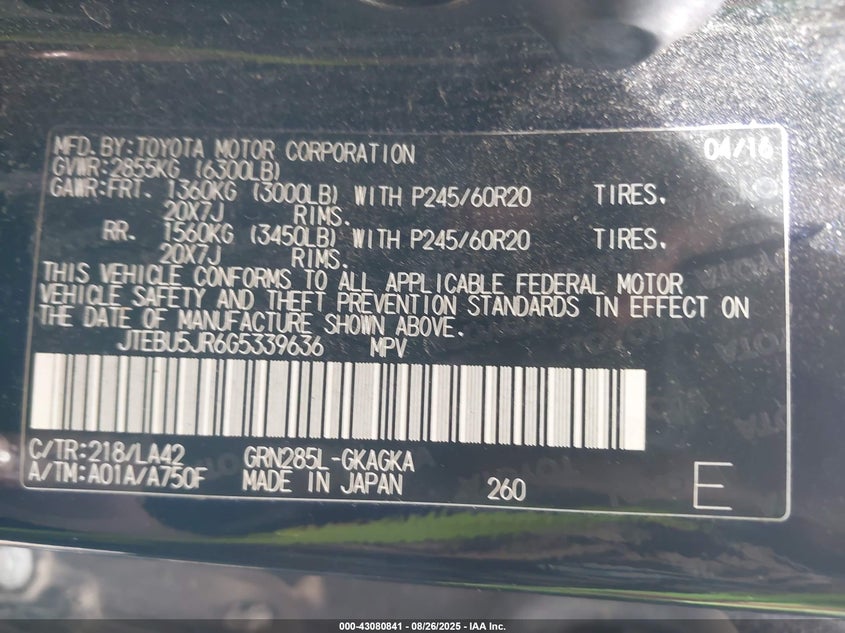 MFD.BY:TOYOTA MOTOR CORPORATION 04/16
GVWR:2855KG (6300LB)
GAWR:FRT. 1360KG (3000LB) WITH P245/60R20 TIRES.
20X7J RIMS.
RR. 1560KG (3450LB) WITH P245/60R20 TIRES.
20X7J RIMS.
THIS VEHICLE CONFORMS TO ALL APPLICABLE FEDERAL MOTOR
VEHICLE SAFETY AND THEFT PREVENTION STANDARDS IN EFFECT ON
THE DATE OF MANUFACTURE SHOWN ABOVE.
JTEBU5JR6G5339636 MPV
C/TR:218/LA42 GRN285L-GKAGKA
A/TM:A01A/A750F MADE IN JAPAN 260 E
000-43080841 - 08/26/2025 - IAA Inc.